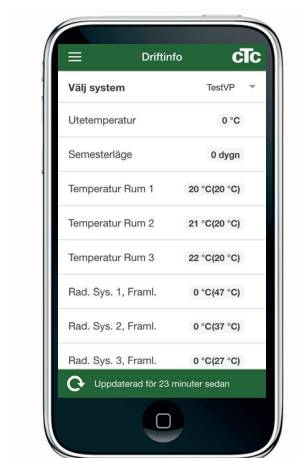 Driftinfo cTc
Välj system TestVP
Utetemperatur 0 °C
Semesterläge 0 dygn
Temperatur Rum 1 20 °C(20 °C)
Temperatur Rum 2 21 °C(20 °C)
Temperatur Rum 3 22 °C(20 °C)
Rad. Sys. 1, Framl. 0 °C(47 °C)
Rad. Sys. 2, Framl. 0 °C(37 °C)
Rad. Sys. 3, Framl. 0 °C(27 °C)
Uppdaterad för 23 minuter sedan